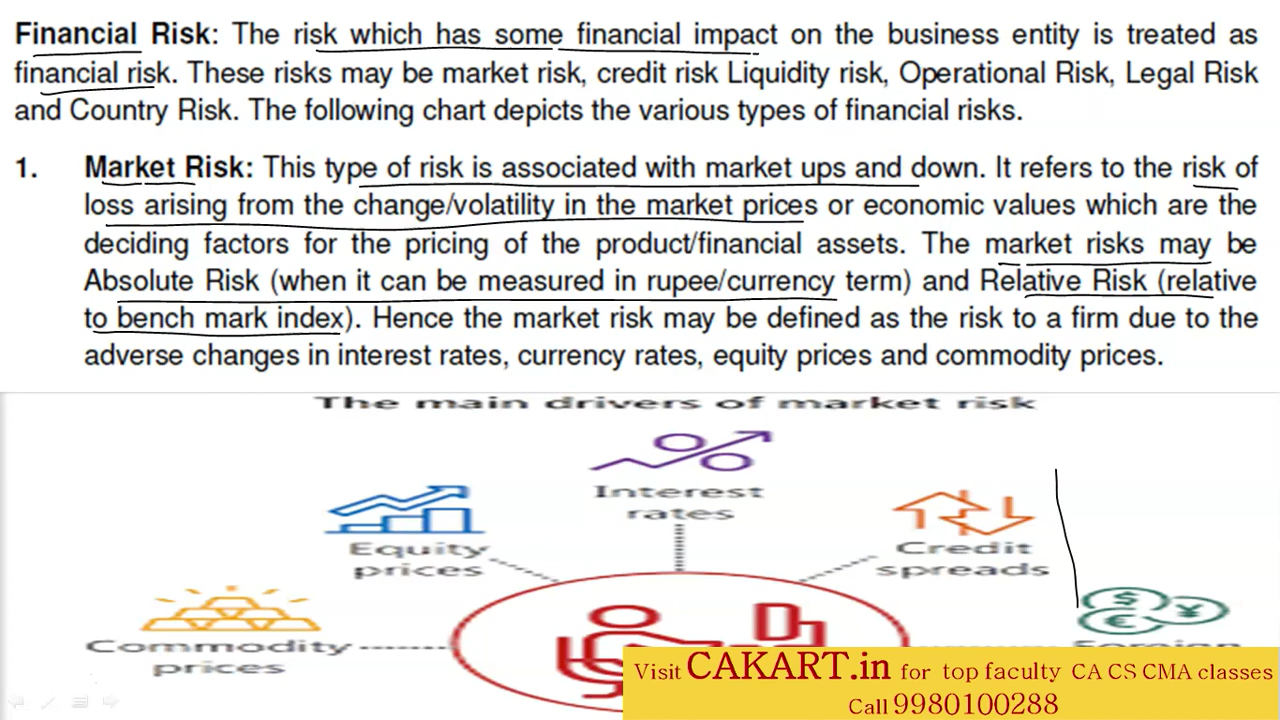 Financial Risk: The risk which has some financial impact on the business entity is treated as
financial risk. These risks may be market risk, credit risk Liquidity risk, Operational Risk, Legal Risk
and Country Risk. The following chart depicts the various types of financial risks.
1. Market Risk: This type of risk is associated with market ups and down. It refers to the risk of
loss arising from the change/volatility in the market prices or economic values which are the
deciding factors for the pricing of the product/financial assets. The market risks may be
Absolute Risk (when it can be measured in rupee/currency term) and Relative Risk (relative
to bench mark index). Hence the market risk may be defined as the risk to a firm due to the
adverse changes in interest rates, currency rates, equity prices and commodity prices.
The main drivers of market risk
Interest
rates
Equity
prices
Credit
spreads
Commodity
prices
$ € ¥
Foreign
Visit CAKART.in for top faculty CA CS CMA classes
Call 9980100288